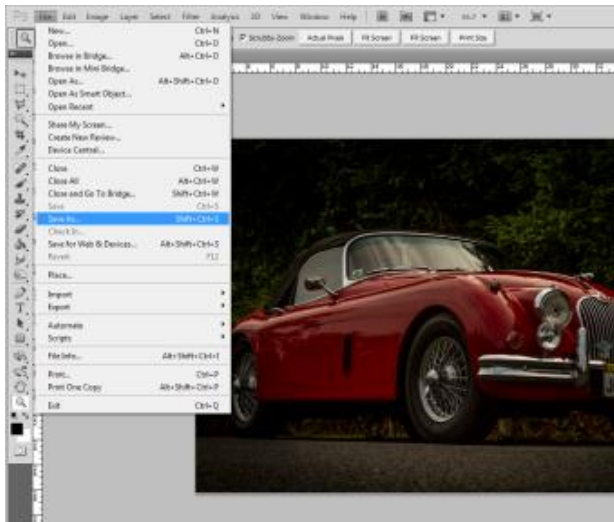 File Edit Image Layer Select Filter Analysis 3D View Window Help
Scrubby Zoom Actual Pixels Fit Screen Fill Screen Print Size
New... Ctrl+N
Open... Ctrl+O
Browse in Bridge... Alt+Ctrl+O
Browse in Mini Bridge...
Open As... Alt+Shift+Ctrl+O
Open As Smart Object...
Open Recent
Share My Screen...
Create New Review...
Device Central...
Close Ctrl+W
Close All Alt+Ctrl+W
Close and Go To Bridge... Shift+Ctrl+W
Save Ctrl+S
Save As... Shift+Ctrl+S
Check In...
Save for Web & Devices... Alt+Shift+Ctrl+S
Revert F12
Place...
Import
Export
Automate
Scripts
File Info... Alt+Shift+Ctrl+I
Print... Ctrl+P
Print One Copy Alt+Shift+Ctrl+P
Exit Ctrl+Q